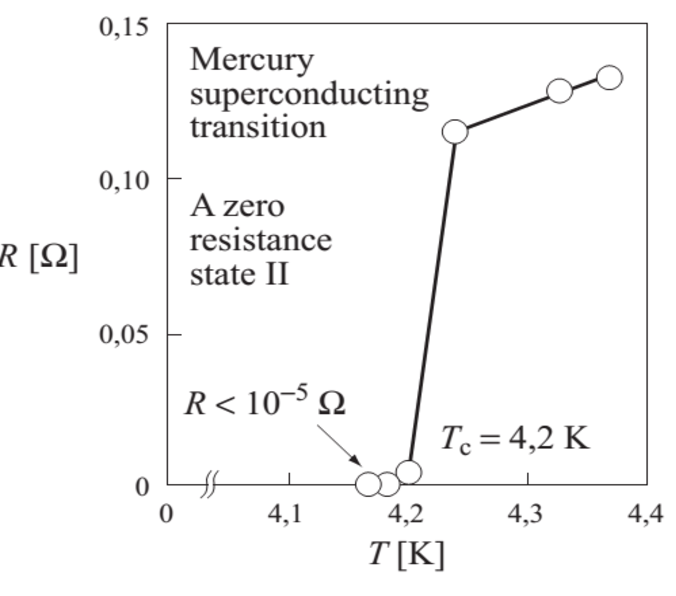 0,15
Mercury
superconducting
transition
0,10
A zero
resistance
state II
R [Ω]
0,05
R < 10⁻⁵ Ω
T_c = 4,2 K
0
0 4,1 4,2 4,3 4,4
T [K]